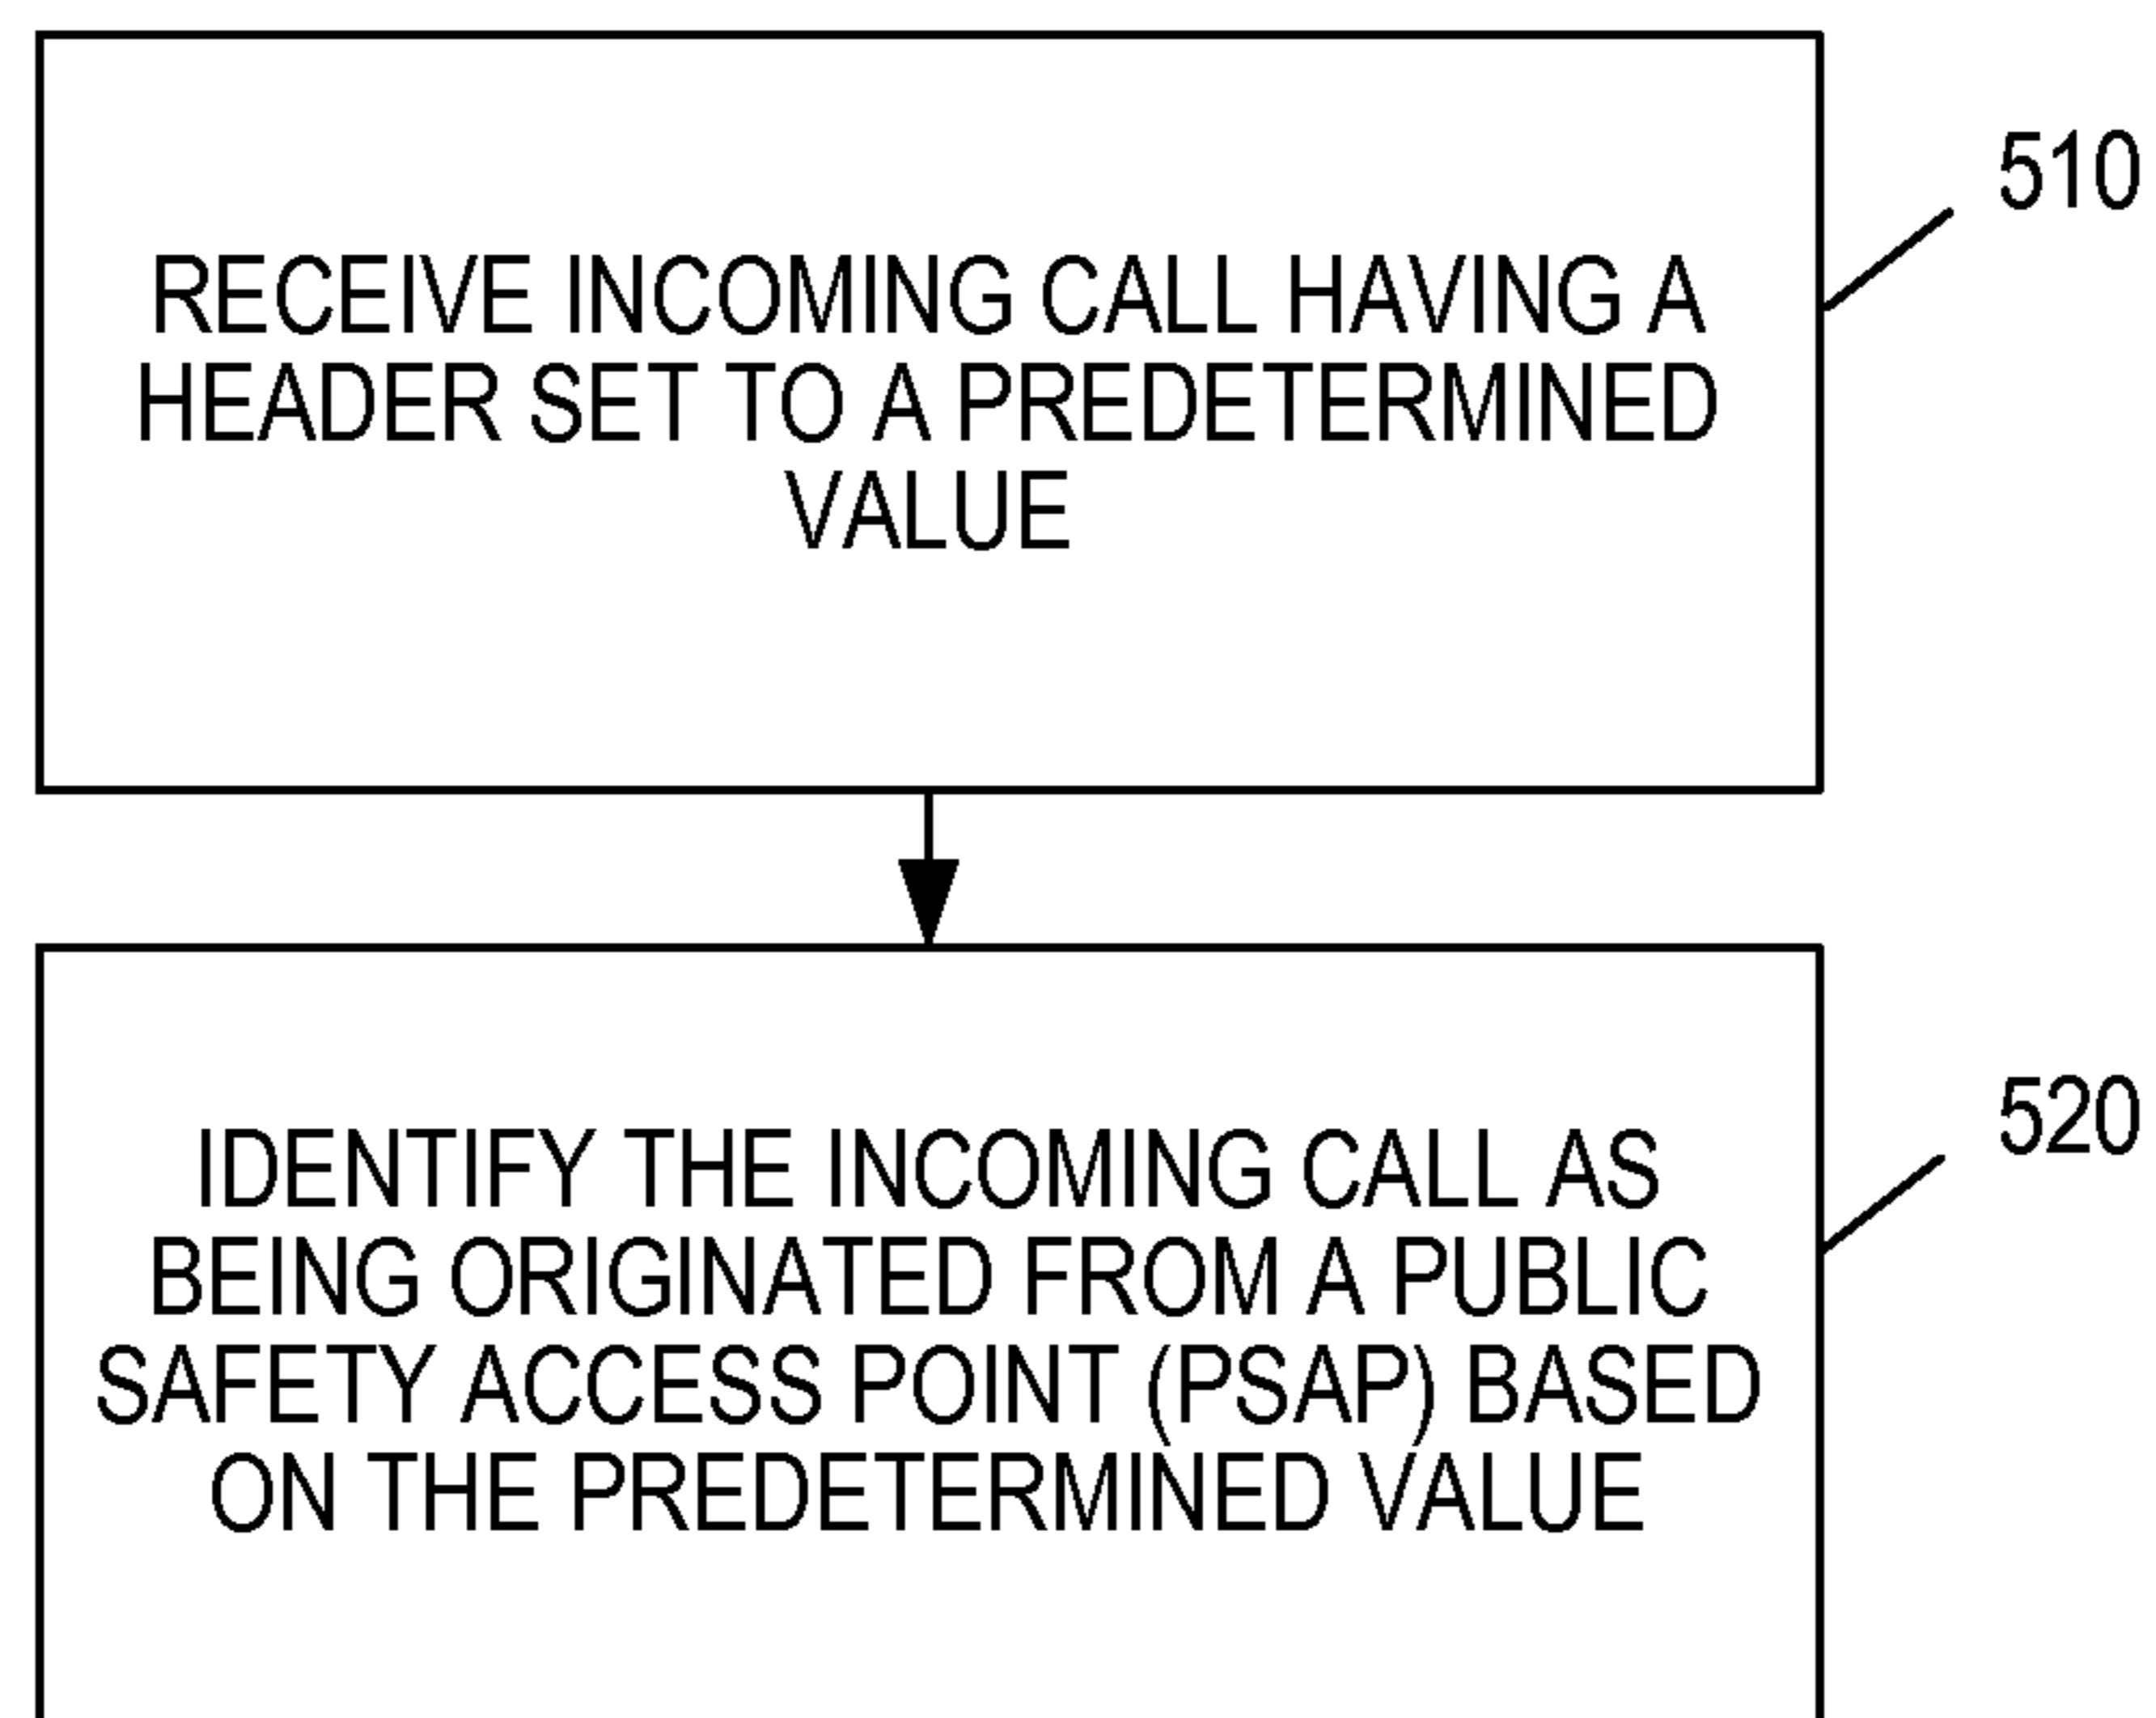 RECEIVE INCOMING CALL HAVING A
HEADER SET TO A PREDETERMINED
VALUE
510
IDENTIFY THE INCOMING CALL AS
BEING ORIGINATED FROM A PUBLIC
SAFETY ACCESS POINT (PSAP) BASED
ON THE PREDETERMINED VALUE
520